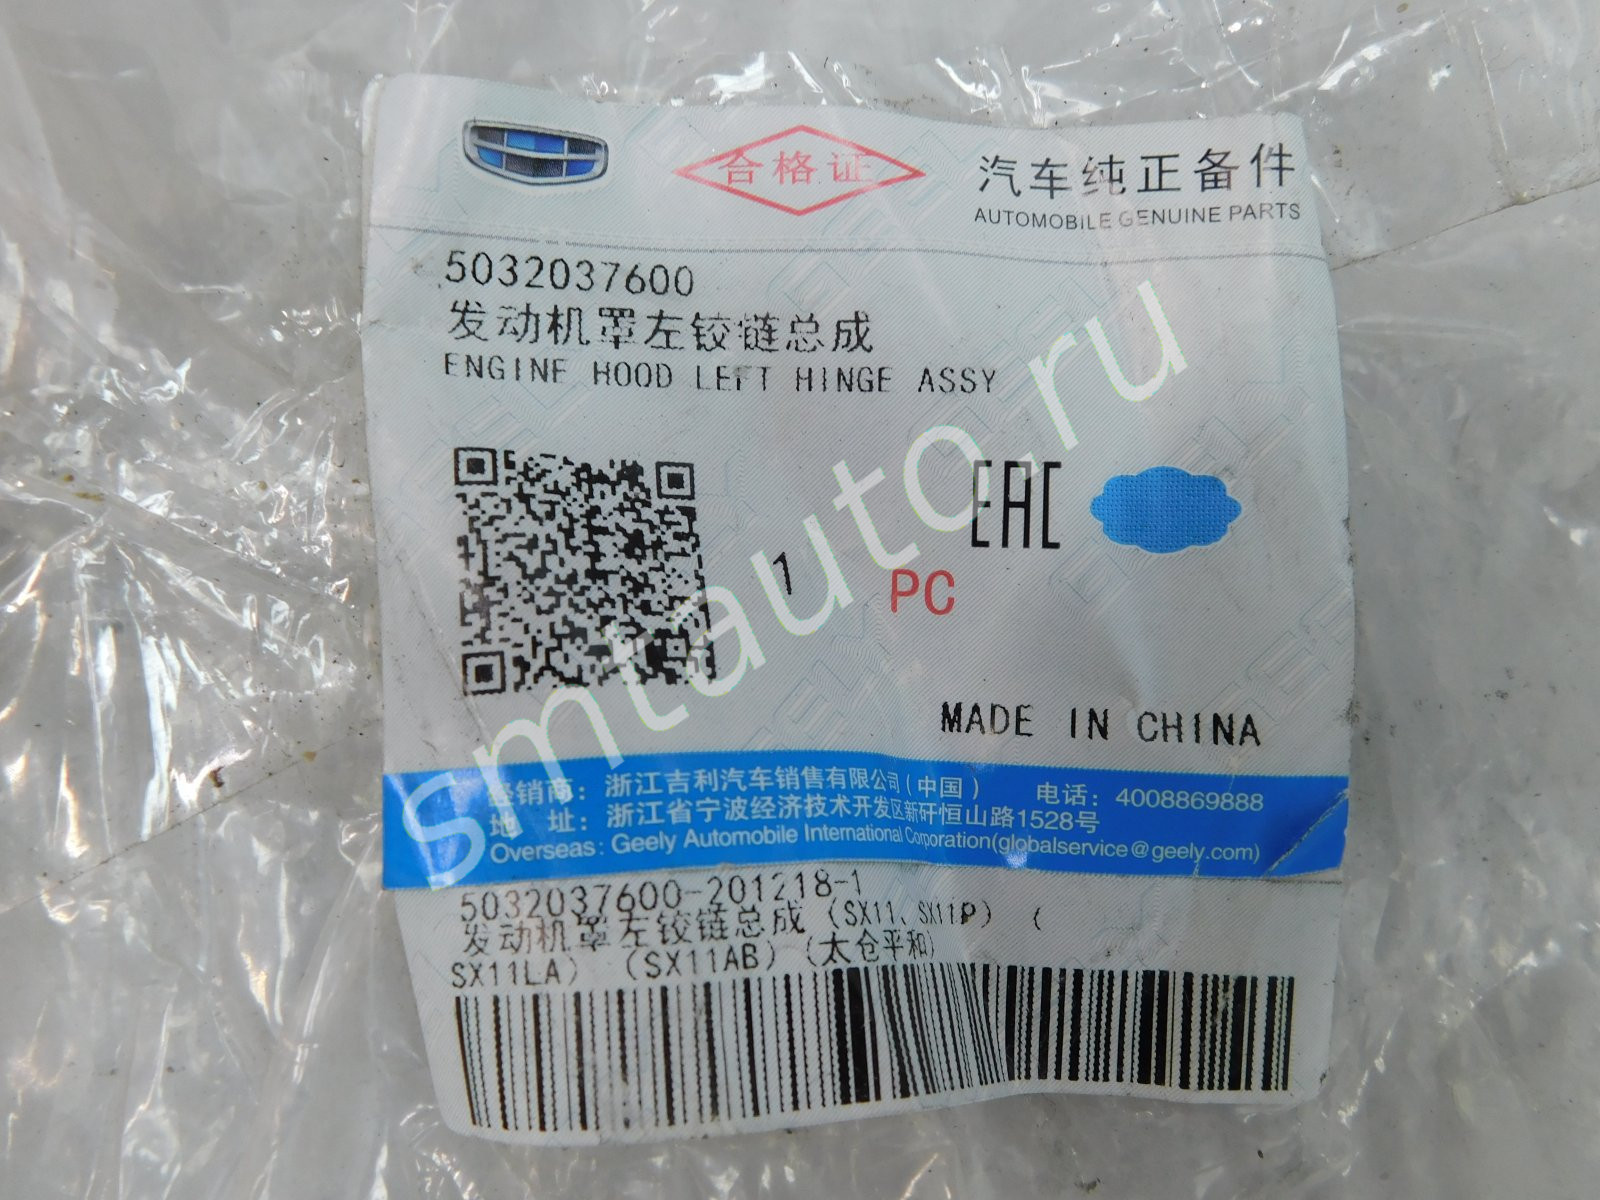 合格证
汽车纯正备件
AUTOMOBILE GENUINE PARTS
5032037600
发动机罩左铰链总成
ENGINE HOOD LEFT HINGE ASSY
EAC
1 PC
MADE IN CHINA
经销商：浙江吉利汽车销售有限公司（中国） 电话：4008869888
地 址：浙江省宁波经济技术开发区新矸恒山路1528号
Overseas: Geely Automobile International Corporation(globalservice@geely.com)
5032037600-201218-1
发动机罩左铰链总成（SX11、SX11P）（
SX11LA）（SX11AB）（太仓平和）
smtauto.ru